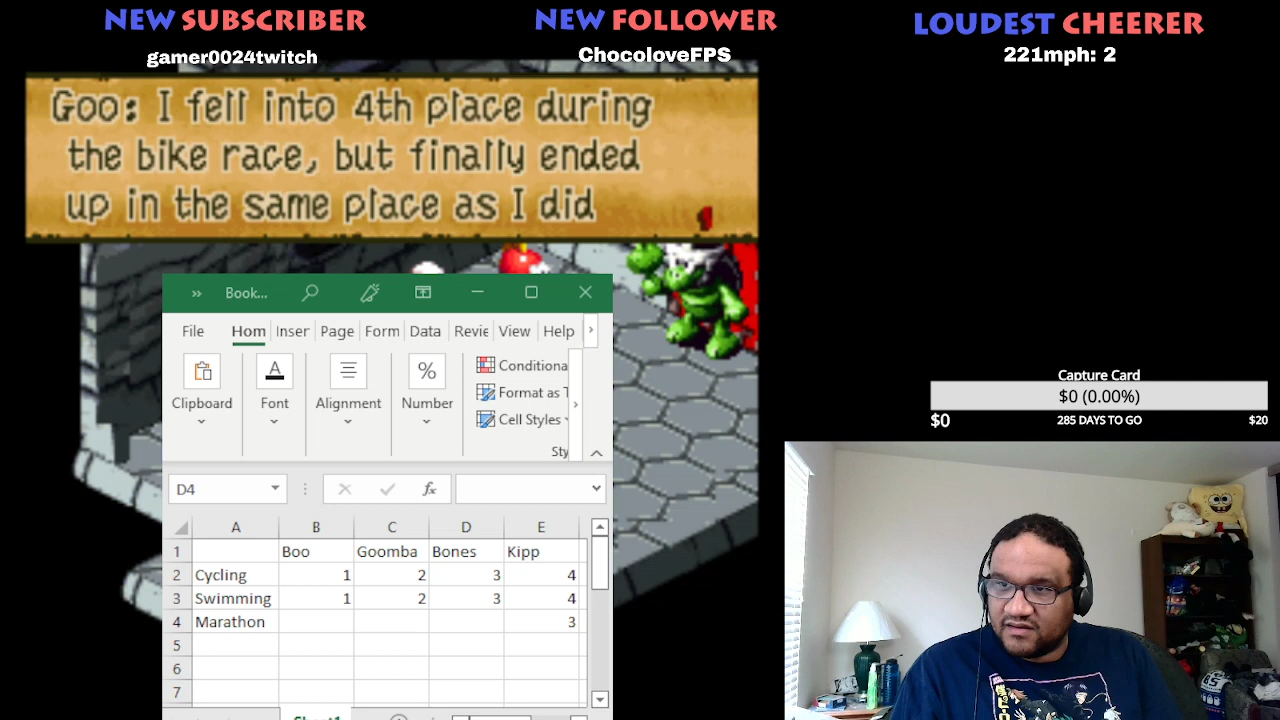 NEW SUBSCRIBER
gamer0024twitch
NEW FOLLOWER
ChocoloveFPS
LOUDEST CHEERER
221mph: 2
Goo: I fell into 4th place during
the bike race, but finally ended
up in the same place as I did
Book...
File Hom Inser Page Form Data Revie View Help
Clipboard Font Alignment Number
Conditiona
Format as T
Cell Styles
Sty
D4 fx
A B C D E
1 Boo Goomba Bones Kipp
2 Cycling 1 2 3 4
3 Swimming 1 2 3 4
4 Marathon 3
5
6
7
Sheet1
Capture Card
$0 (0.00%)
$0 285 DAYS TO GO $20